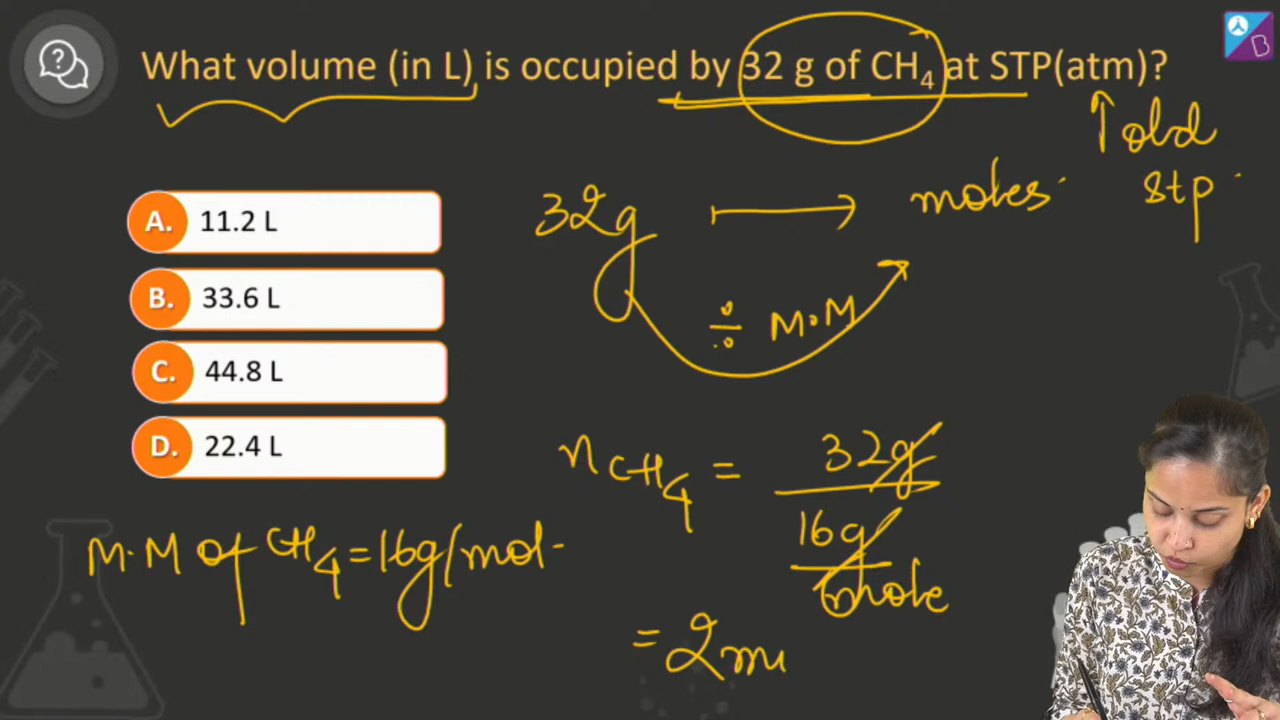 What volume (in L) is occupied by 32 g of CH₄ at STP(atm)?
↑ old
stp
32g → moles
÷ M.M
A. 11.2 L
B. 33.6 L
C. 44.8 L
D. 22.4 L
nCH₄ = 32g
16g
mole
M.M of CH₄ = 16g/mol
= 2 m
B